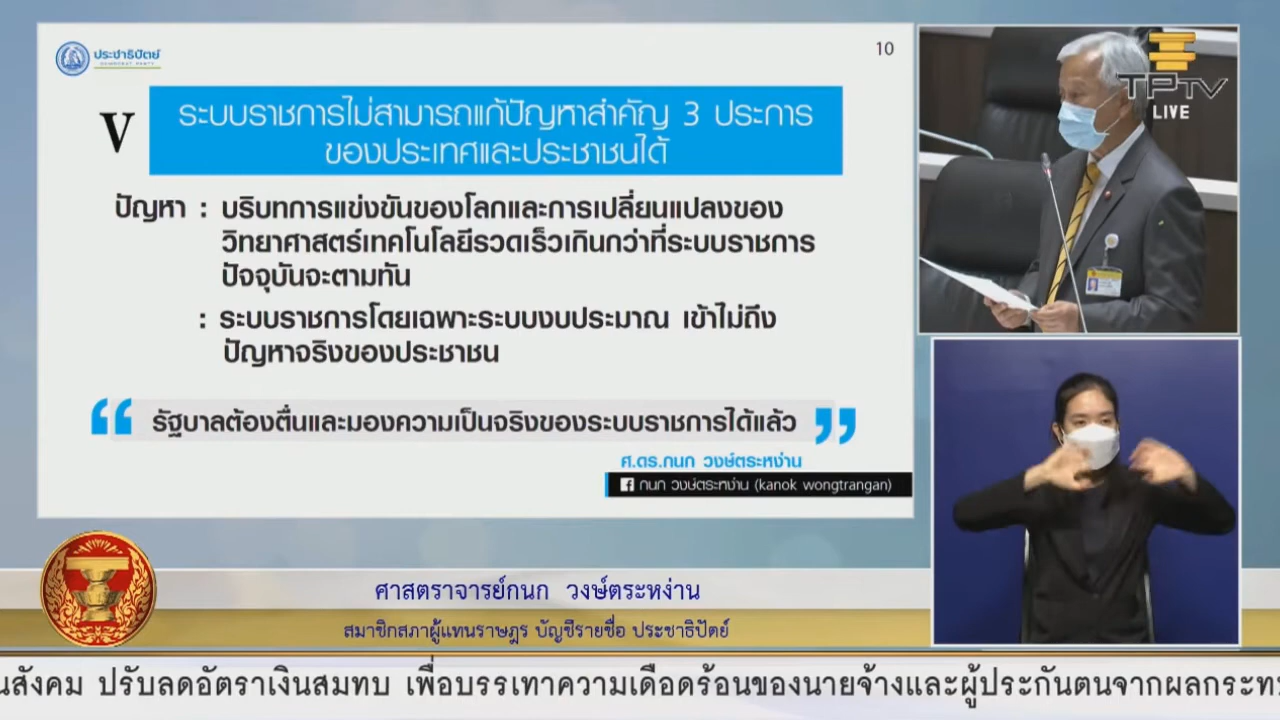 ประชาธิปัตย์
DEMOCRAT PARTY
10
V
ระบบราชการไม่สามารถแก้ปัญหาสำคัญ 3 ประการ
ของประเทศและประชาชนได้
ปัญหา : บริบทการแข่งขันของโลกและการเปลี่ยนแปลงของ
วิทยาศาสตร์เทคโนโลยีรวดเร็วเกินกว่าที่ระบบราชการ
ปัจจุบันจะตามทัน
: ระบบราชการโดยเฉพาะระบบงบประมาณ เข้าไม่ถึง
ปัญหาจริงของประชาชน
“ รัฐบาลต้องตื่นและมองความเป็นจริงของระบบราชการได้แล้ว ”
ศ.ดร.กนก วงษ์ตระหง่าน
กนก วงษ์ตระหง่าน (kanok wongtrangan)
TPTV
LIVE
ศาสตราจารย์กนก วงษ์ตระหง่าน
สมาชิกสภาผู้แทนราษฎร บัญชีรายชื่อ ประชาธิปัตย์
นสังคม ปรับลดอัตราเงินสมทบ เพื่อบรรเทาความเดือดร้อนของนายจ้างและผู้ประกันตนจากผลกระทบ